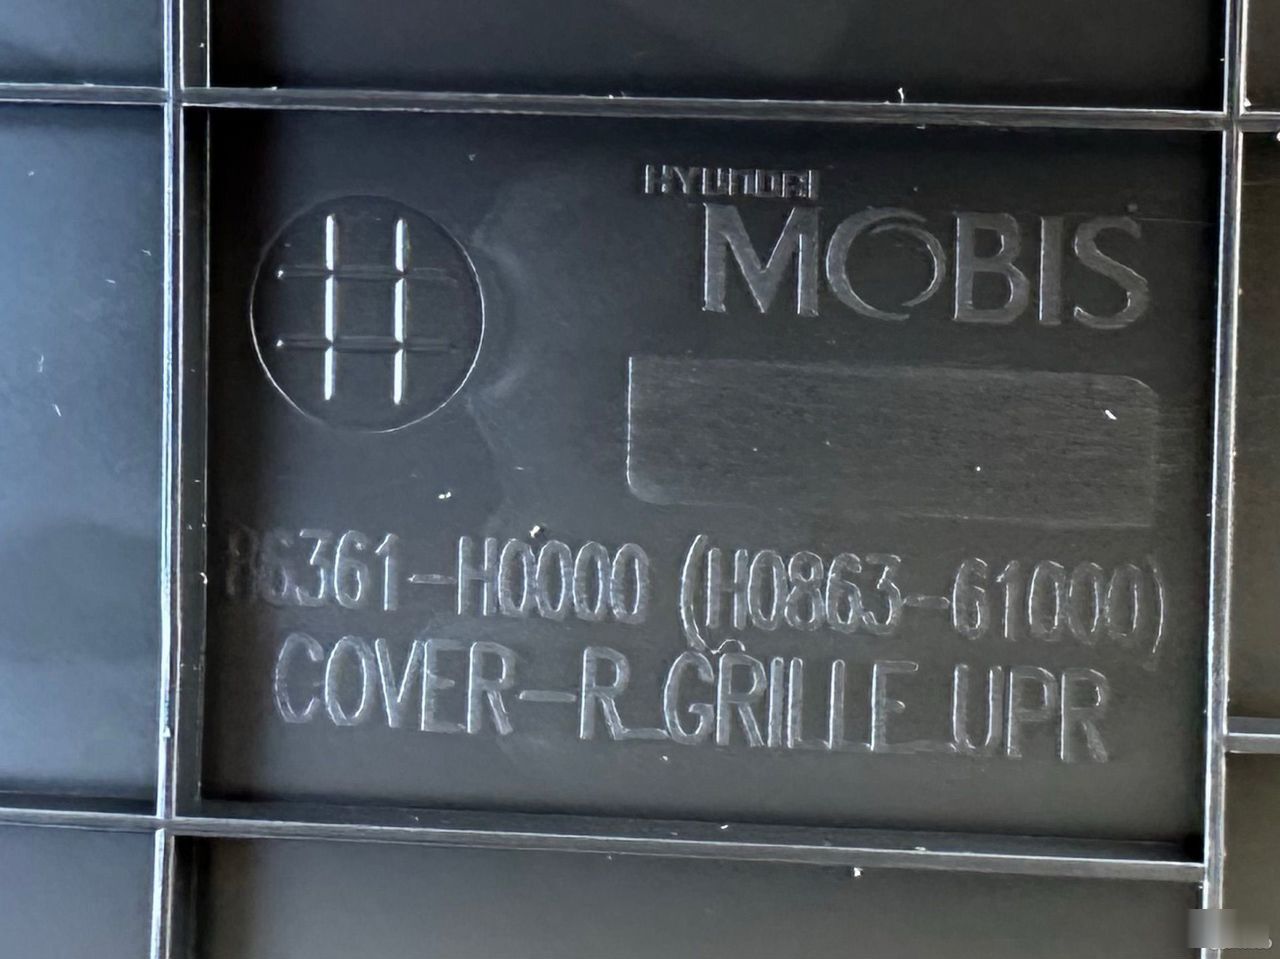 HYUNDAI
MOBIS
86361-H0000 (H0863-61000)
COVER-R_GRILLE UPR